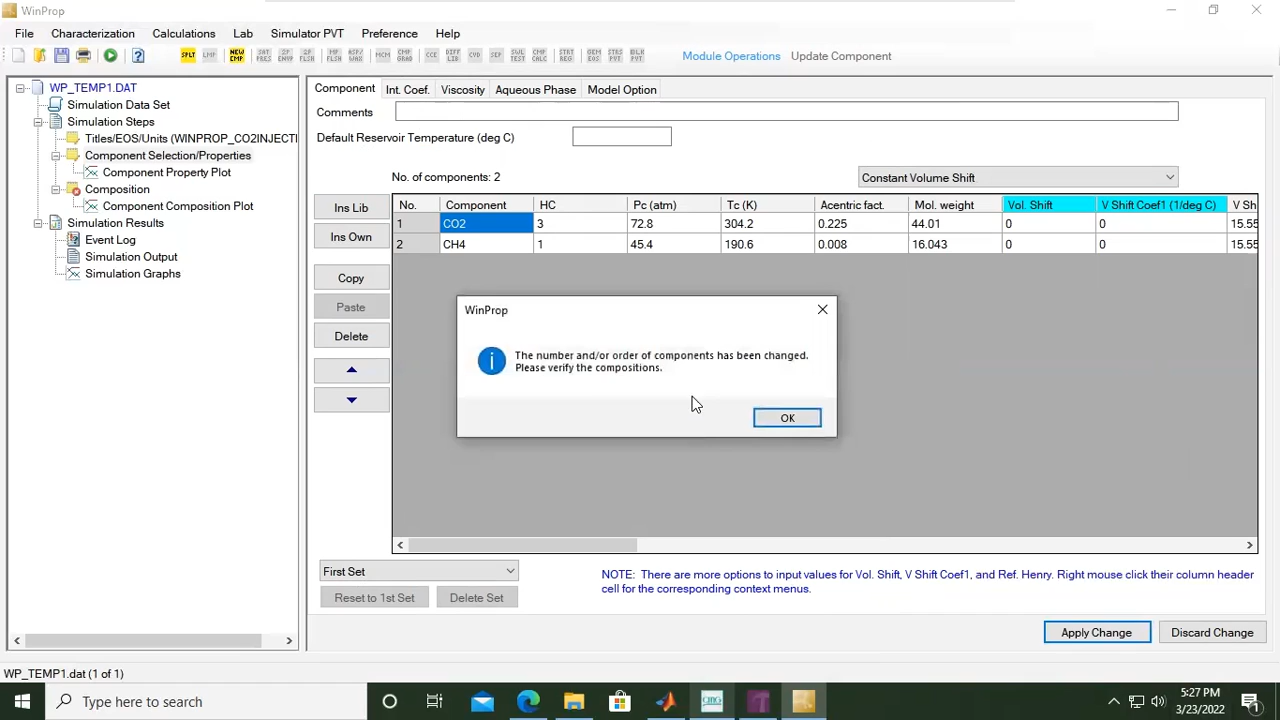 WinProp
File Characterization Calculations Lab Simulator PVT Preference Help
Module Operations Update Component
WP_TEMP1.DAT
Simulation Data Set
Simulation Steps
Titles/EOS/Units (WINPROP_CO2INJECTI
Component Selection/Properties
Component Property Plot
Composition
Component Composition Plot
Simulation Results
Event Log
Simulation Output
Simulation Graphs
Component Int. Coef. Viscosity Aqueous Phase Model Option
Comments
Default Reservoir Temperature (deg C)
No. of components: 2
Constant Volume Shift
Ins Lib
Ins Own
Copy
Paste
Delete
No. Component HC Pc (atm) Tc (K) Acentric fact. Mol. weight Vol. Shift V Shift Coef1 (1/deg C) V Sh
1 CO2 3 72.8 304.2 0.225 44.01 0 0 15.55
2 CH4 1 45.4 190.6 0.008 16.043 0 0 15.55
WinProp
The number and/or order of components has been changed.
Please verify the compositions.
OK
First Set
Reset to 1st Set Delete Set
NOTE: There are more options to input values for Vol. Shift, V Shift Coef1, and Ref. Henry. Right mouse click their column header
cell for the corresponding context menus.
Apply Change Discard Change
WP_TEMP1.dat (1 of 1)
Type here to search
5:27 PM
3/23/2022